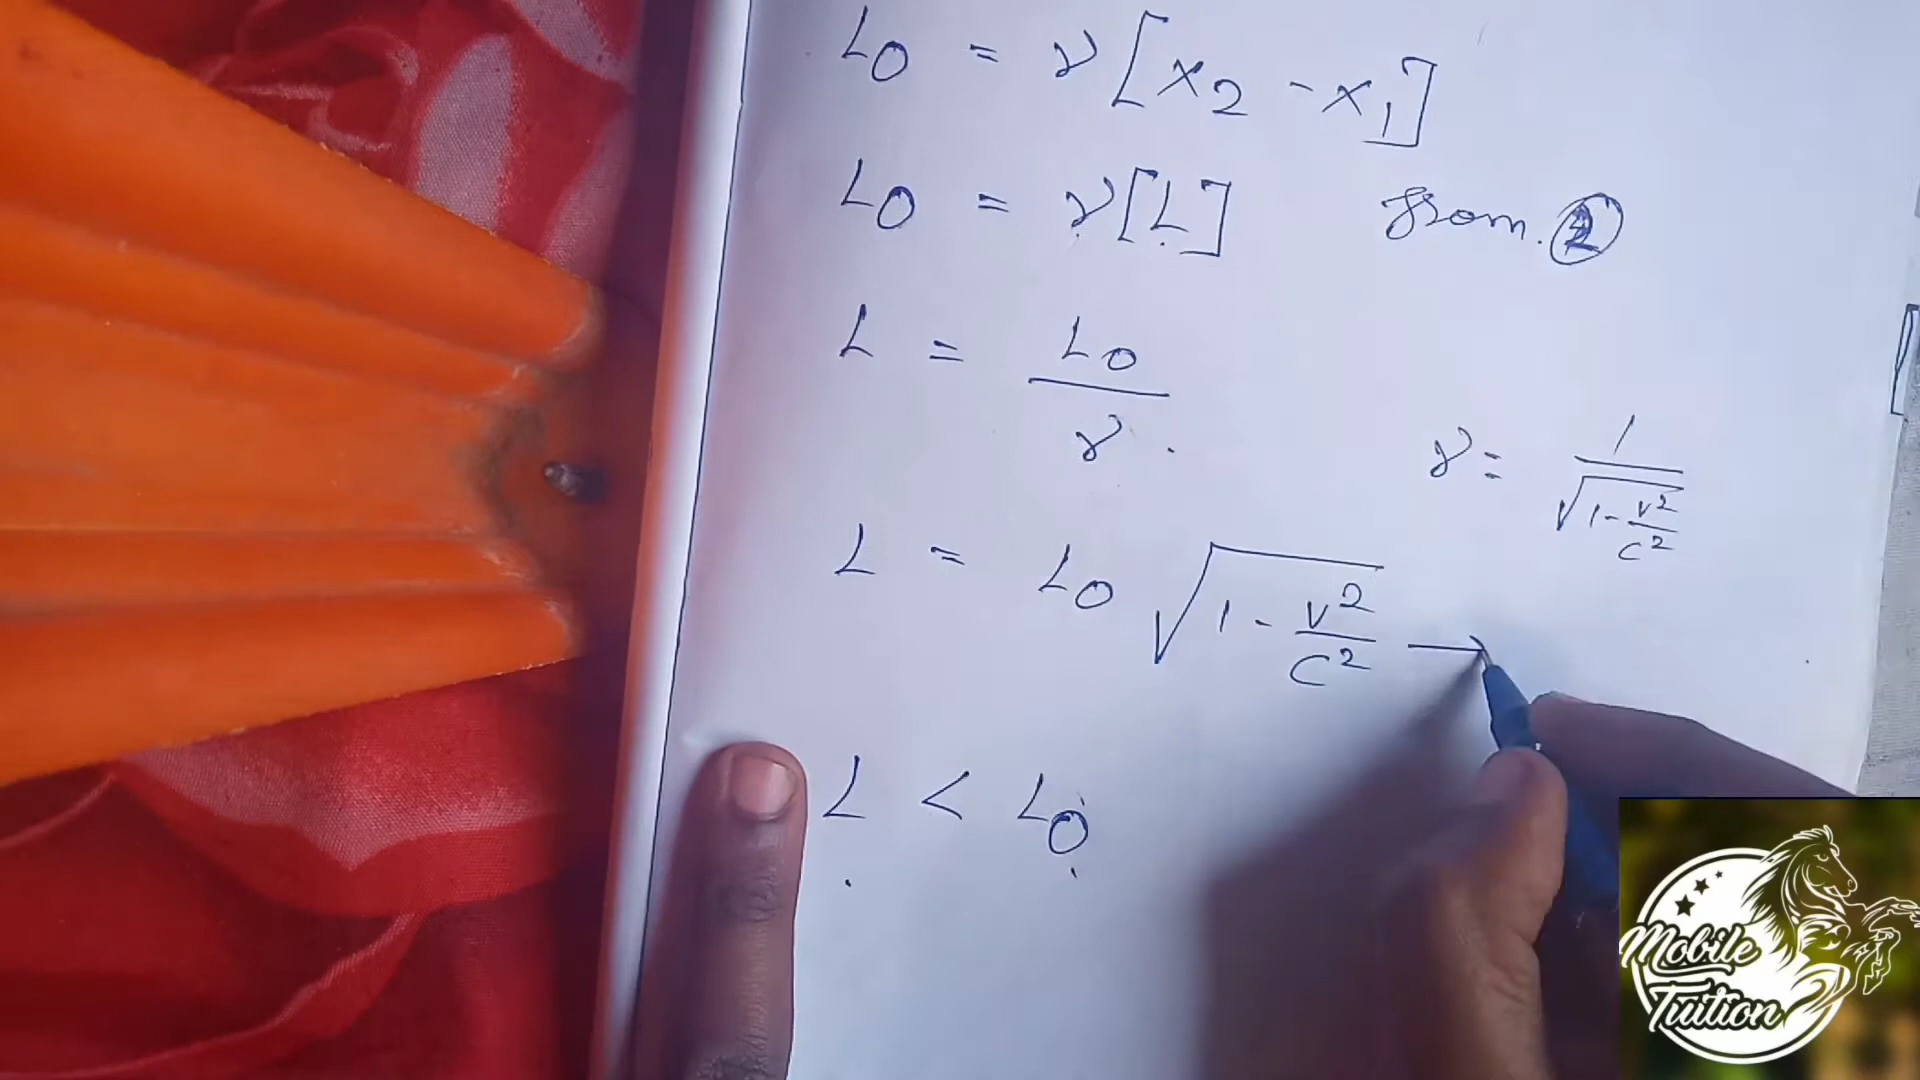 L₀ = γ[x₂ - x₁]
L₀ = γ[L] from. ②
L = L₀/γ.
γ = 1/√(1 - v²/c²)
L = L₀ √(1 - v²/c²) →
L < L₀
Mobile
Tuition